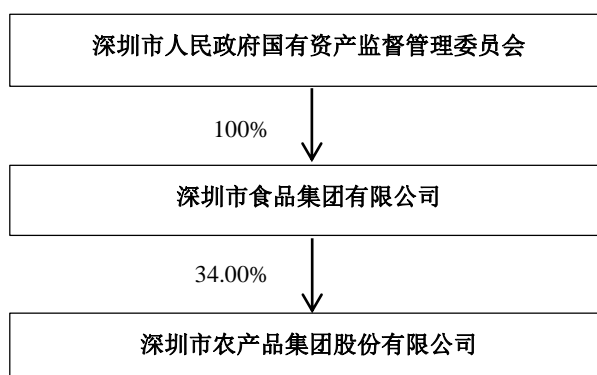 深圳市人民政府国有资产监督管理委员会
100%
深圳市食品集团有限公司
34.00%
深圳市农产品集团股份有限公司